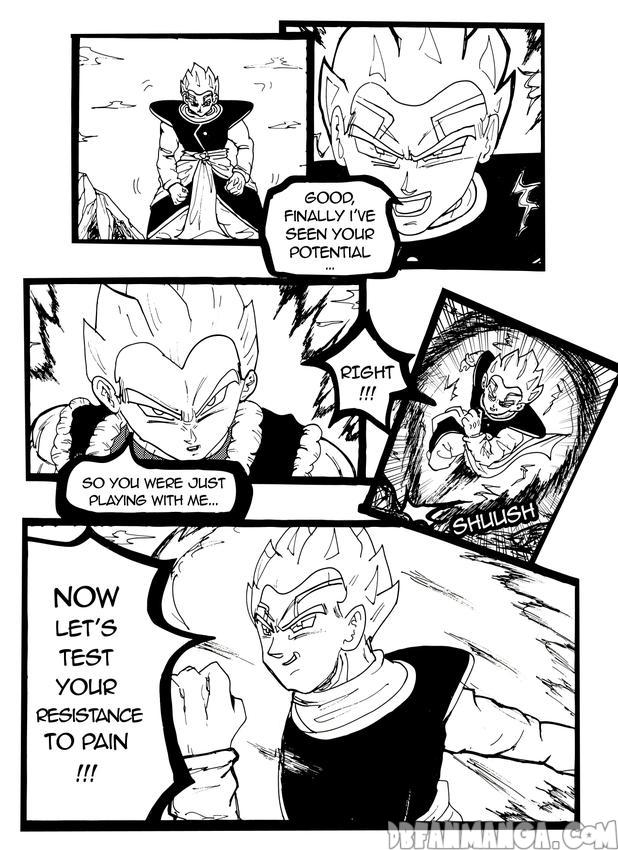 GOOD,
FINALLY I'VE
SEEN YOUR
POTENTIAL
...
SO YOU WERE JUST
PLAYING WITH ME...
RIGHT
!!!
SHUUSH
NOW
LET'S
TEST
YOUR
RESISTANCE
TO PAIN
!!!
DBFANMANGA.COM